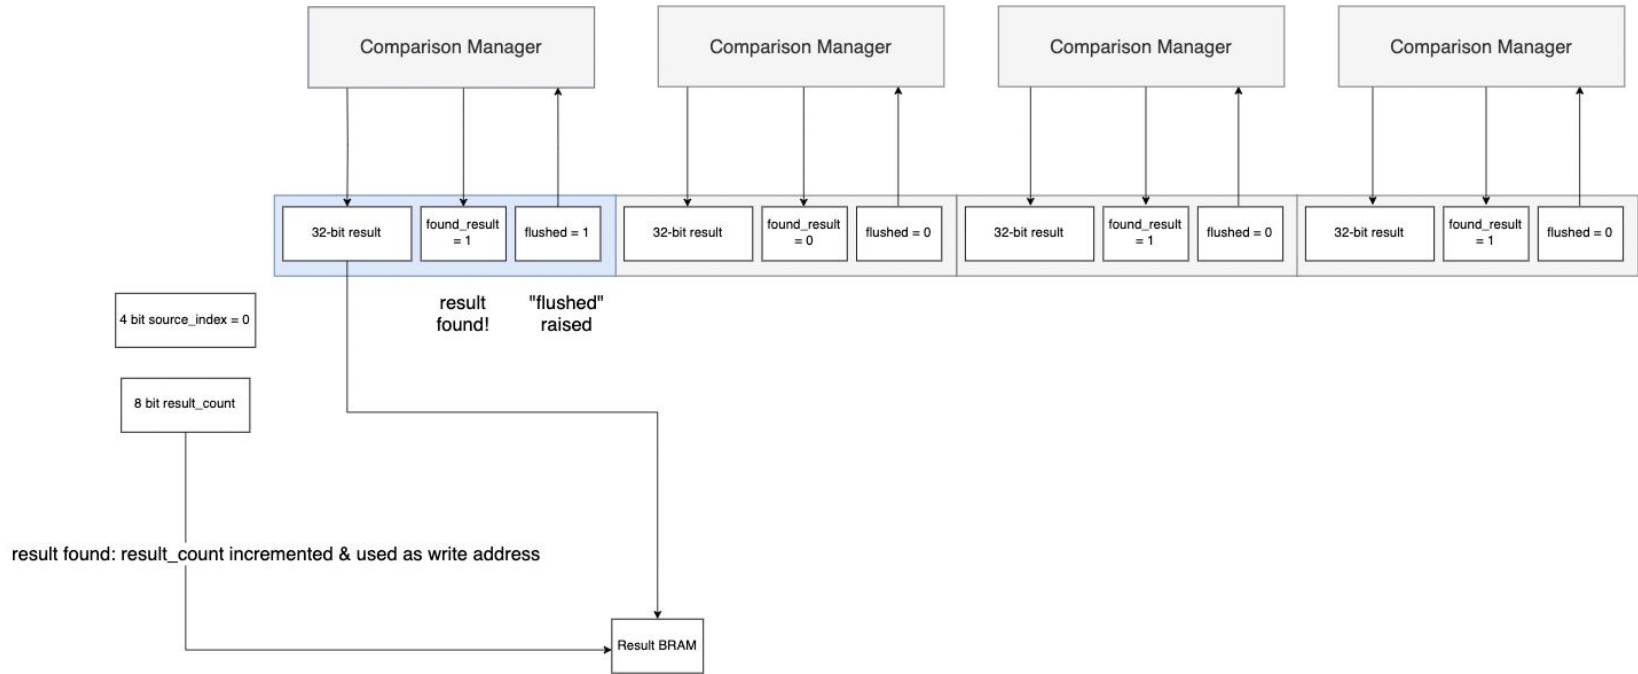 Comparison Manager
Comparison Manager
Comparison Manager
Comparison Manager
32-bit result
found_result
= 1
flushed = 1
32-bit result
found_result
= 0
flushed = 0
32-bit result
found_result
= 1
flushed = 0
32-bit result
found_result
= 1
flushed = 0
result
found!
"flushed"
raised
4 bit source_index = 0
8 bit result_count
result found: result_count incremented & used as write address
Result BRAM